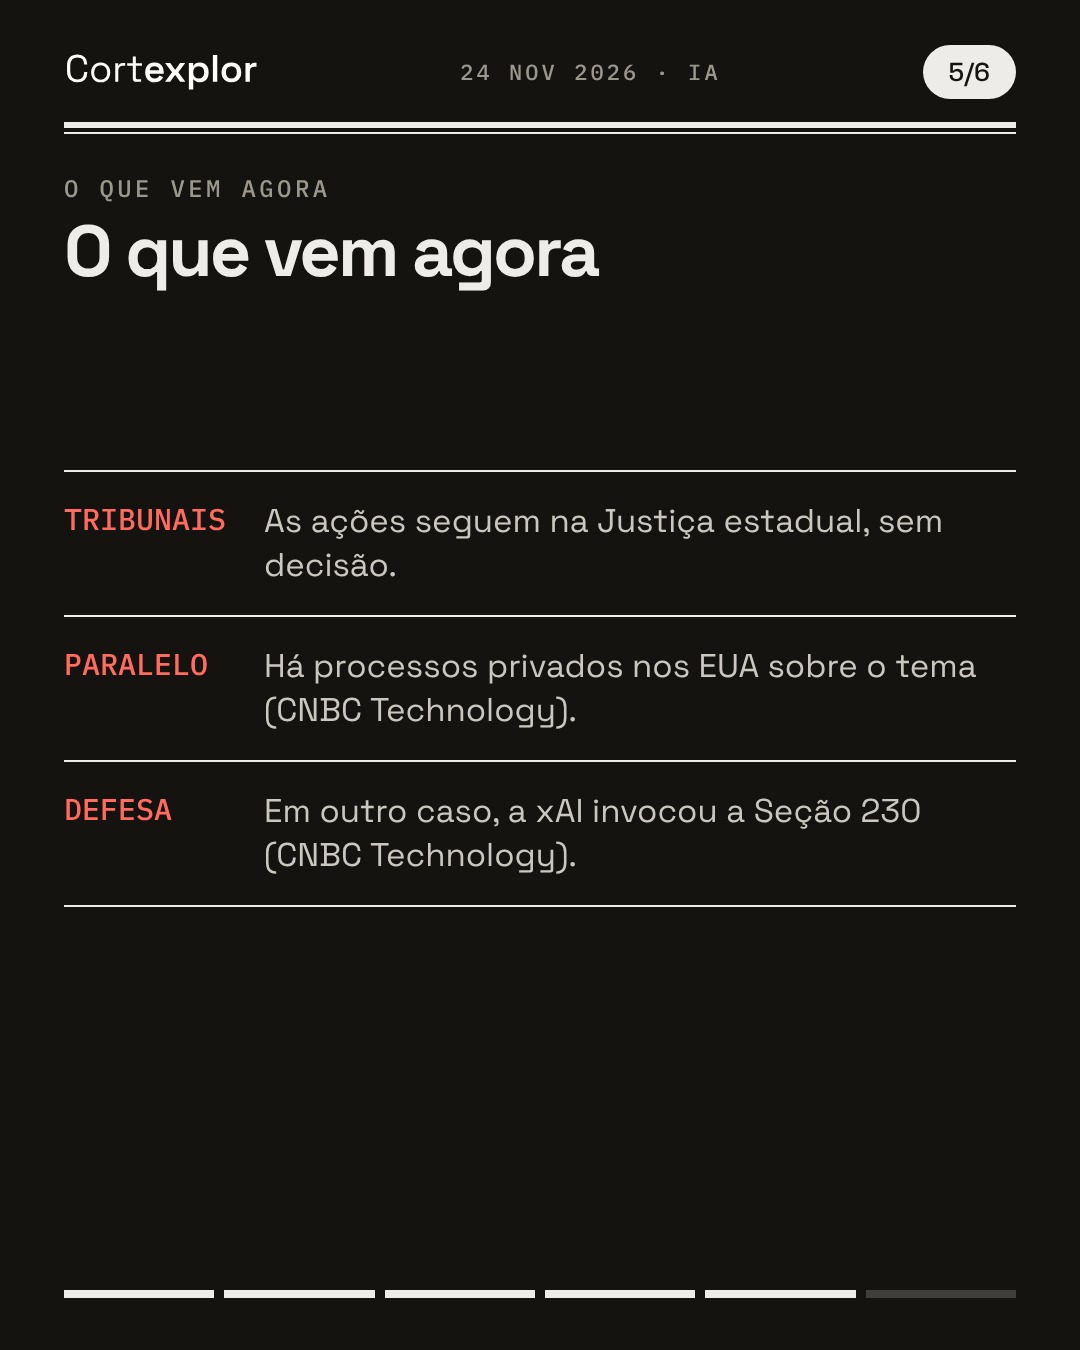 Cortexplor
24 NOV 2026 · IA
5/6
O QUE VEM AGORA
O que vem agora
TRIBUNAIS
As ações seguem na Justiça estadual, sem
decisão.
PARALELO
Há processos privados nos EUA sobre o tema
(CNBC Technology).
DEFESA
Em outro caso, a xAI invocou a Seção 230
(CNBC Technology).